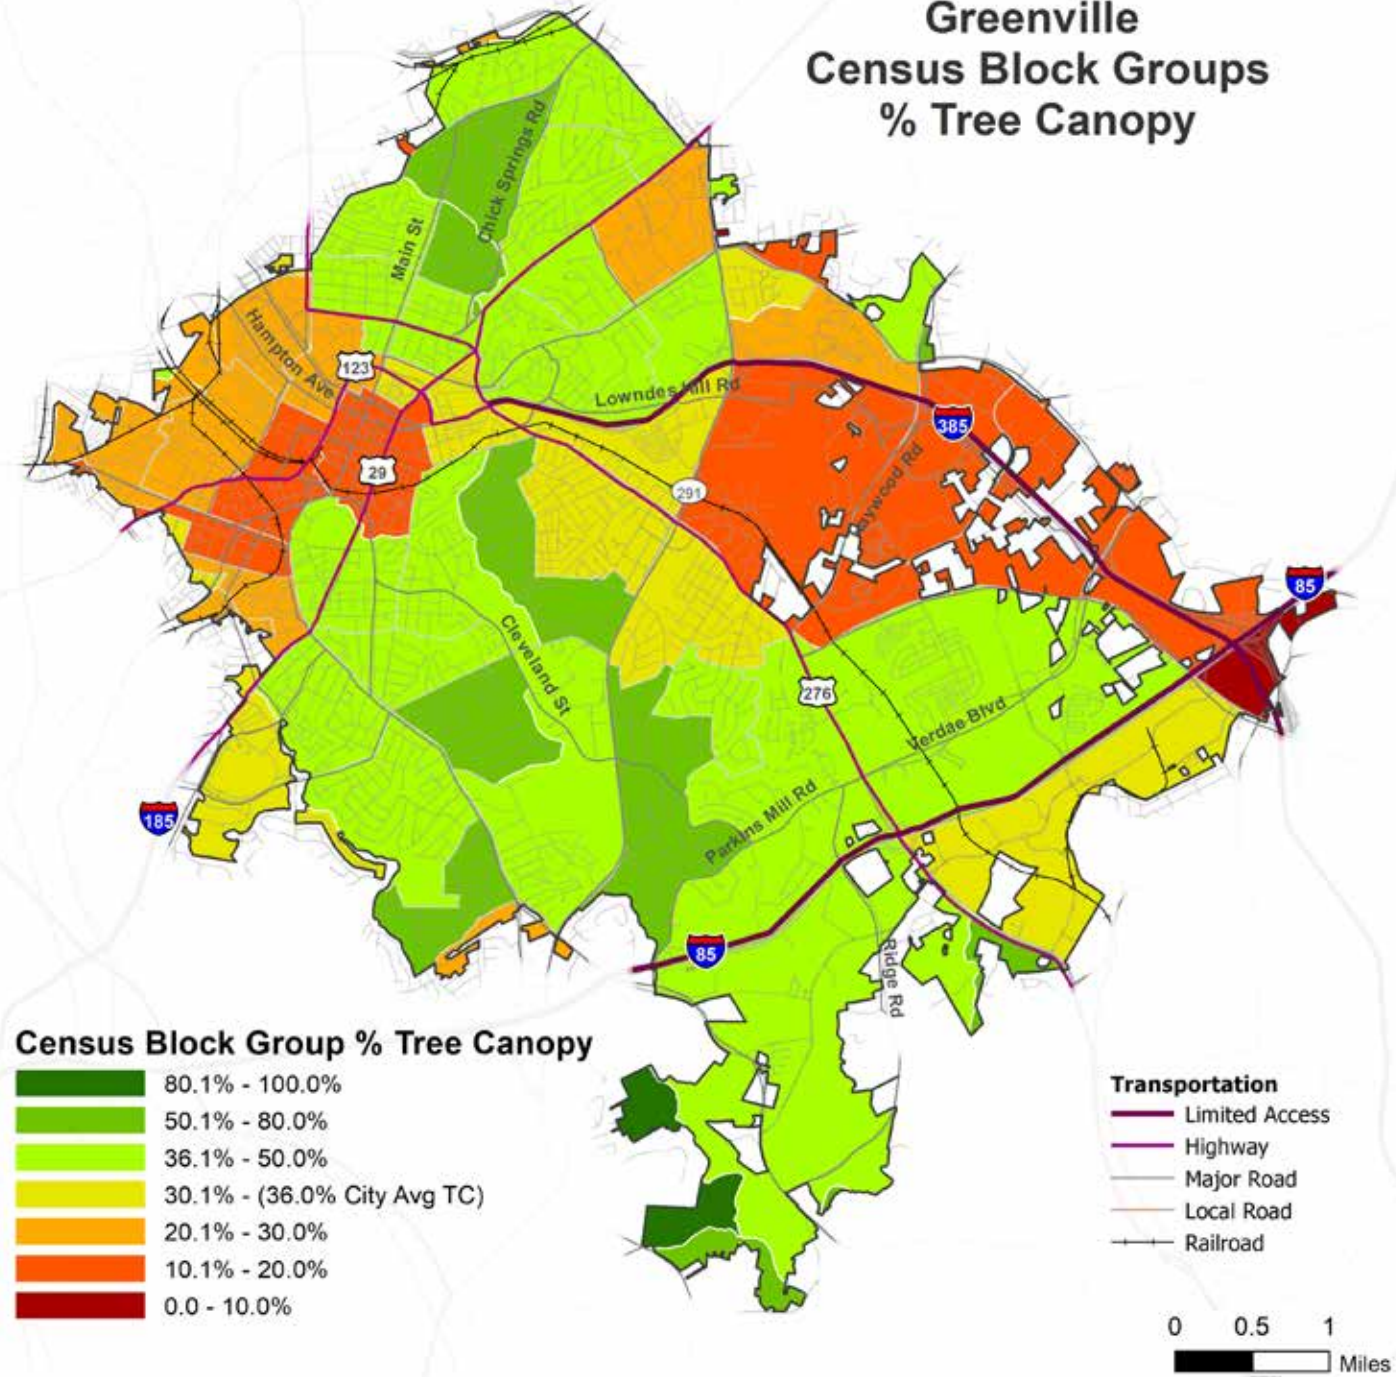 Greenville
Census Block Groups
% Tree Canopy
Chick Springs Rd
Main St
Hampton Ave
123
Lowndes Hill Rd
385
29
291
Haywood Rd
85
Cleveland St
276
Verdae Blvd
185
Parkins Mill Rd
85
Ridge Rd
Census Block Group % Tree Canopy
80.1% - 100.0%
50.1% - 80.0%
36.1% - 50.0%
30.1% - (36.0% City Avg TC)
20.1% - 30.0%
10.1% - 20.0%
0.0 - 10.0%
Transportation
Limited Access
Highway
Major Road
Local Road
Railroad
0 0.5 1
Miles